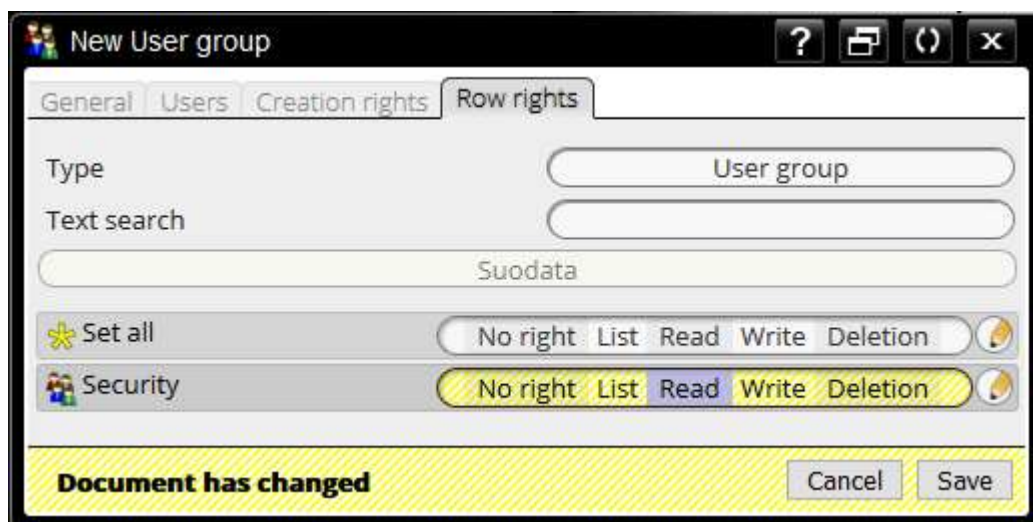 New User group
General Users Creation rights Row rights
Type User group
Text search
Suodata
Set all No right List Read Write Deletion
Security No right List Read Write Deletion
Document has changed Cancel Save